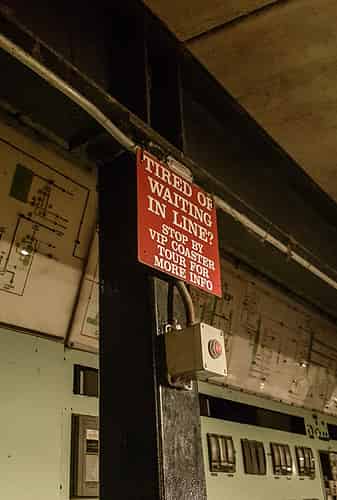 TIRED OF
WAITING
IN LINE?
STOP BY
VIP COASTER
TOUR FOR
MORE INFO